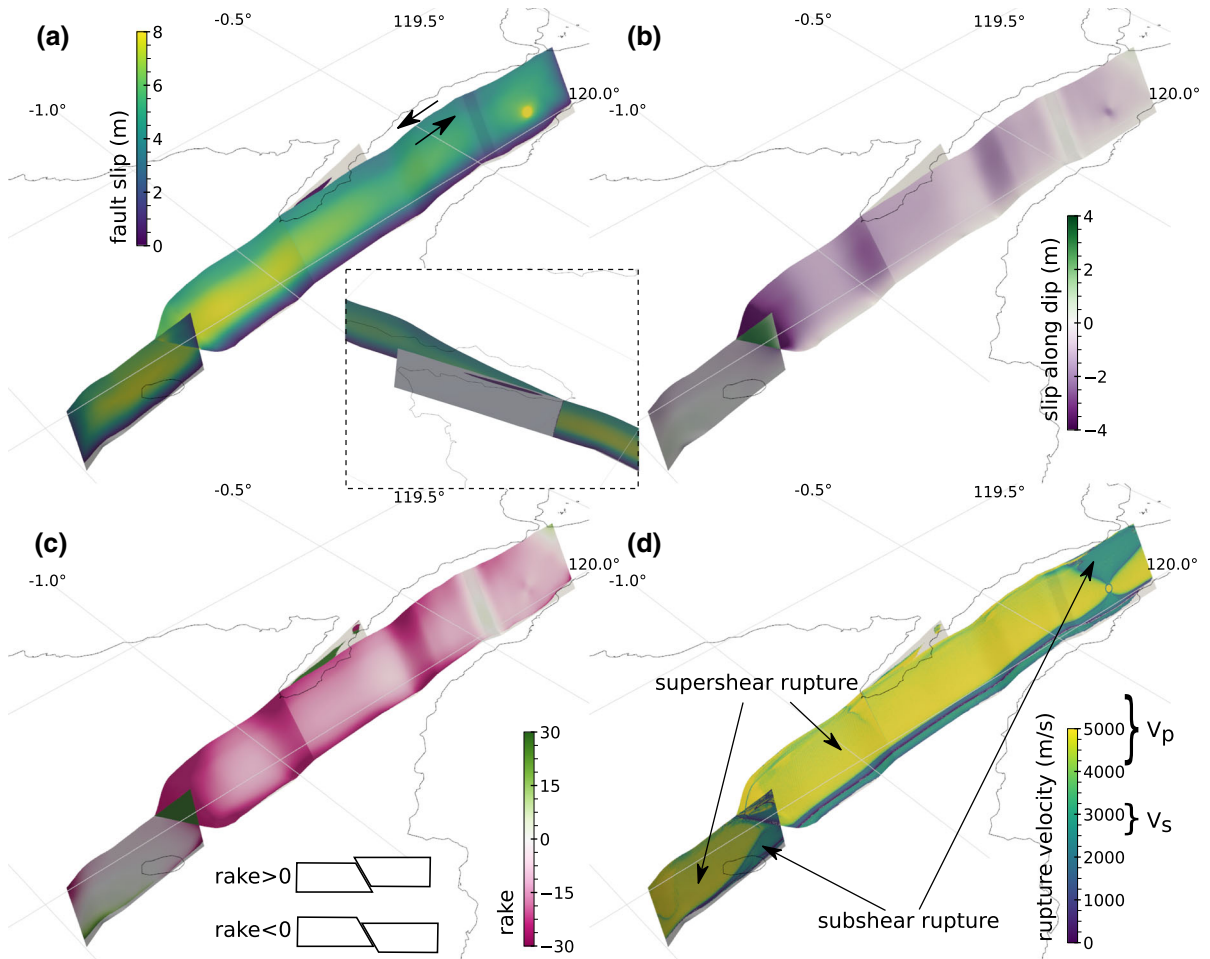 (a)
-0.5°
119.5°
120.0°
-1.0°
fault slip (m)
8
6
4
2
0
(b)
-0.5°
119.5°
120.0°
-1.0°
slip along dip (m)
4
2
0
−2
−4
(c)
-0.5°
119.5°
120.0°
-1.0°
rake>0
rake<0
rake
30
15
0
−15
−30
(d)
-0.5°
119.5°
120.0°
-1.0°
supershear rupture
subshear rupture
rupture velocity (m/s)
5000
4000
3000
2000
1000
0
} Vp
} Vs